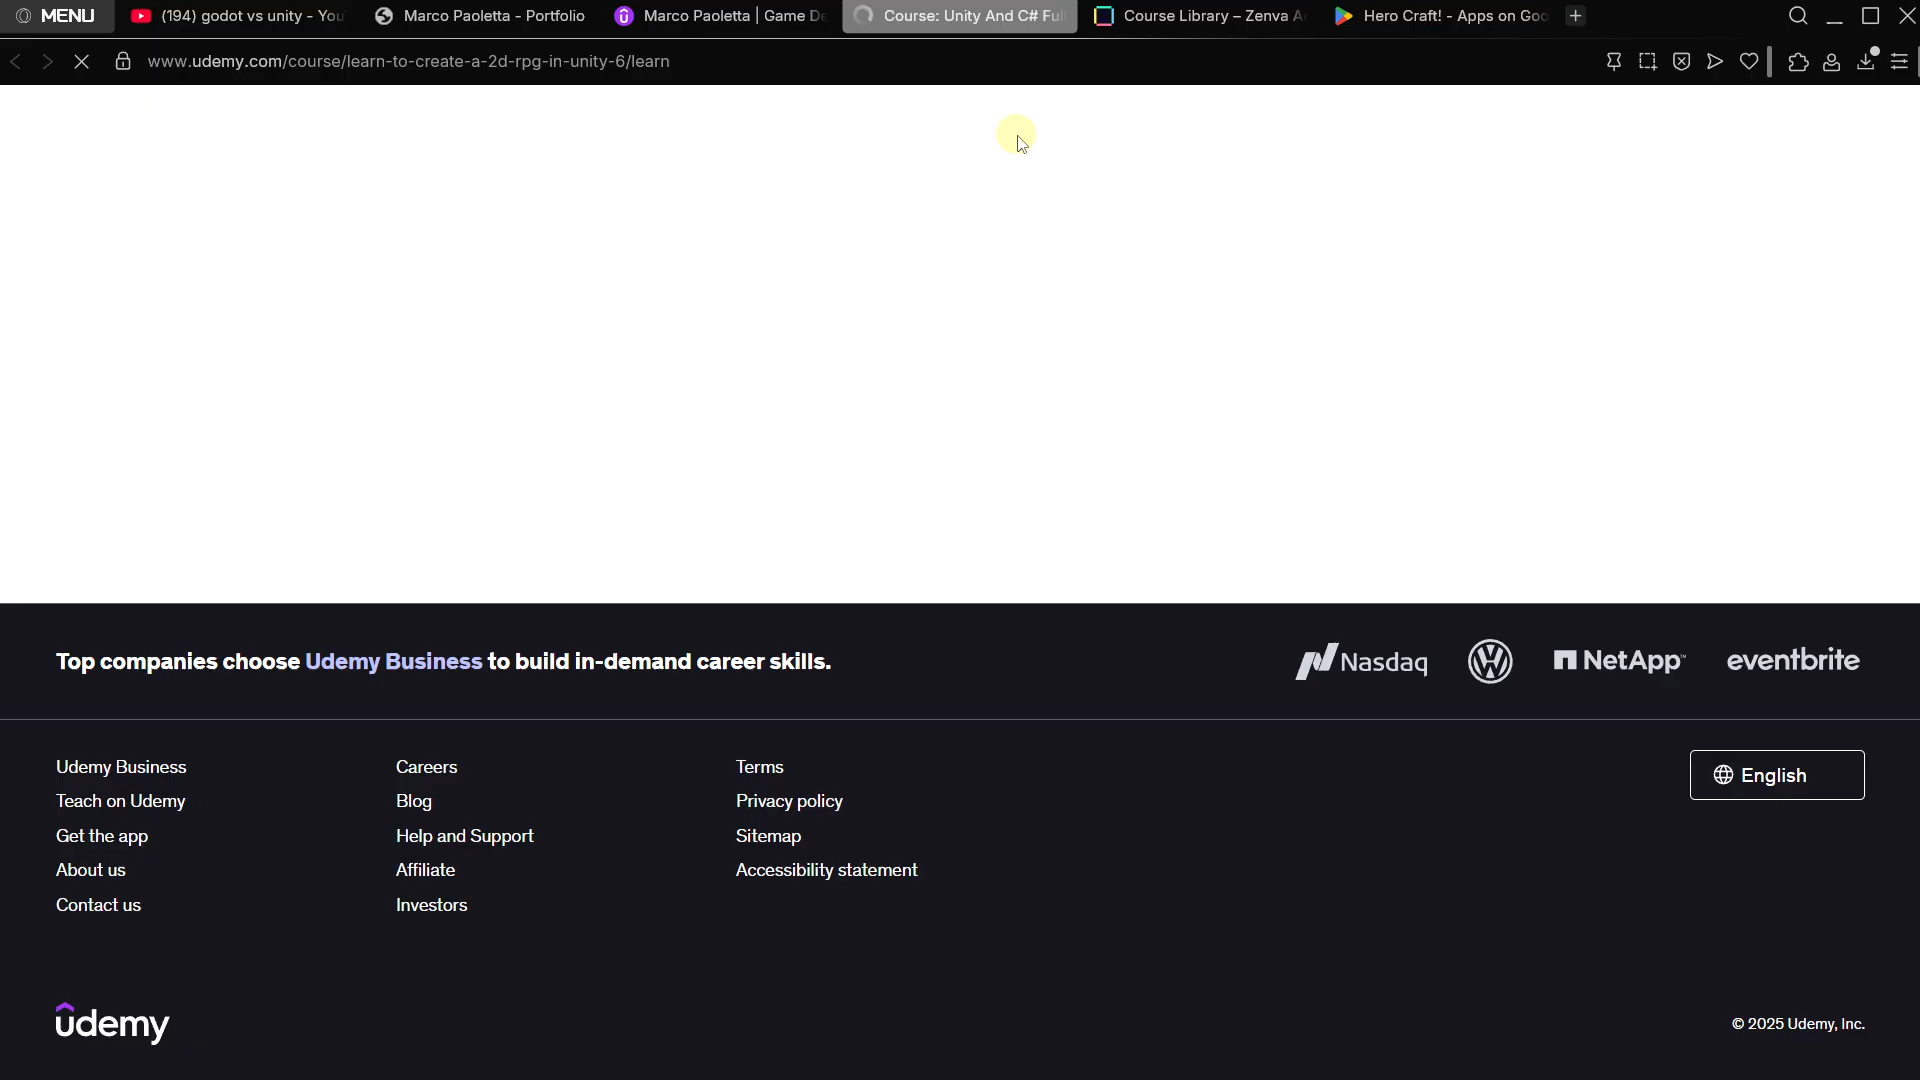 MENU
(194) godot vs unity - You
Marco Paoletta - Portfolio
Marco Paoletta | Game De
Course: Unity And C# Ful
Course Library – Zenva A
Hero Craft! - Apps on Goo
www.udemy.com/course/learn-to-create-a-2d-rpg-in-unity-6/learn
Top companies choose Udemy Business to build in-demand career skills.
Nasdaq
NetApp™
eventbrite
Udemy Business
Careers
Terms
English
Teach on Udemy
Blog
Privacy policy
Get the app
Help and Support
Sitemap
About us
Affiliate
Accessibility statement
Contact us
Investors
udemy
© 2025 Udemy, Inc.